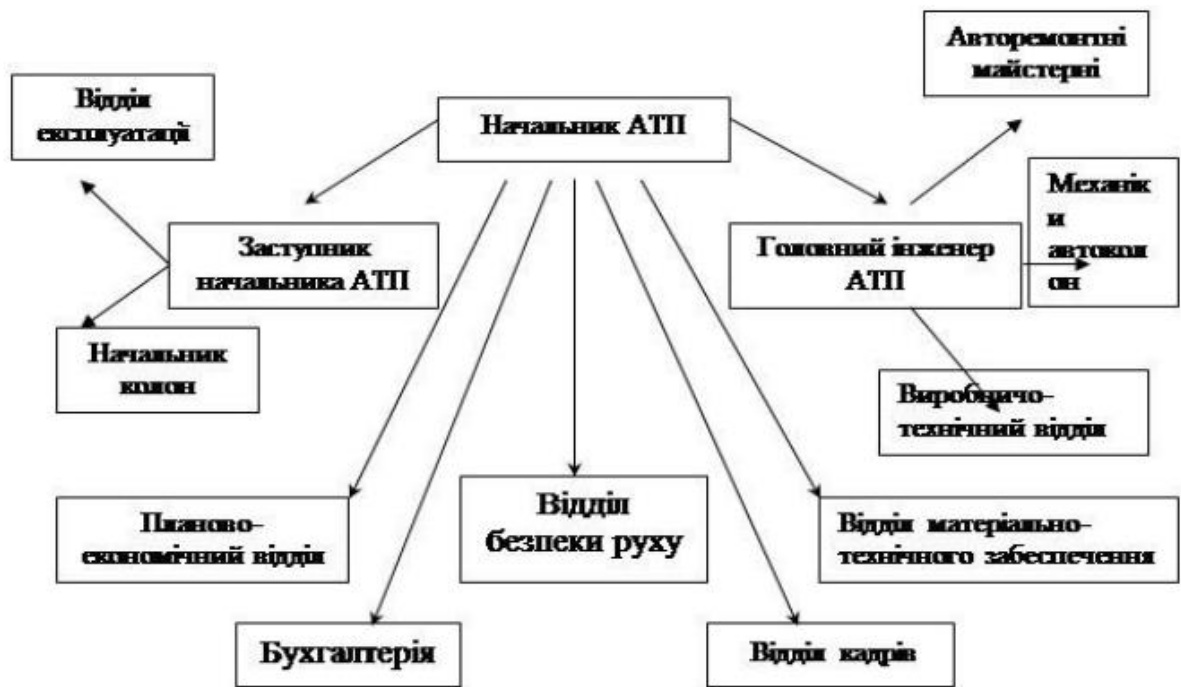 Авторемонтні
майстерні
Відділ
експлуатації
Начальник АТП
Механік
и
автокол
он
Заступник
начальника АТП
Головний інженер
АТП
Начальник
колон
Виробничо-
технічний відділ
Планово-
економічний відділ
Відділ
безпеки руху
Відділ матеріально-
технічного забеспечення
Бухгалтерія
Відділ кадрів